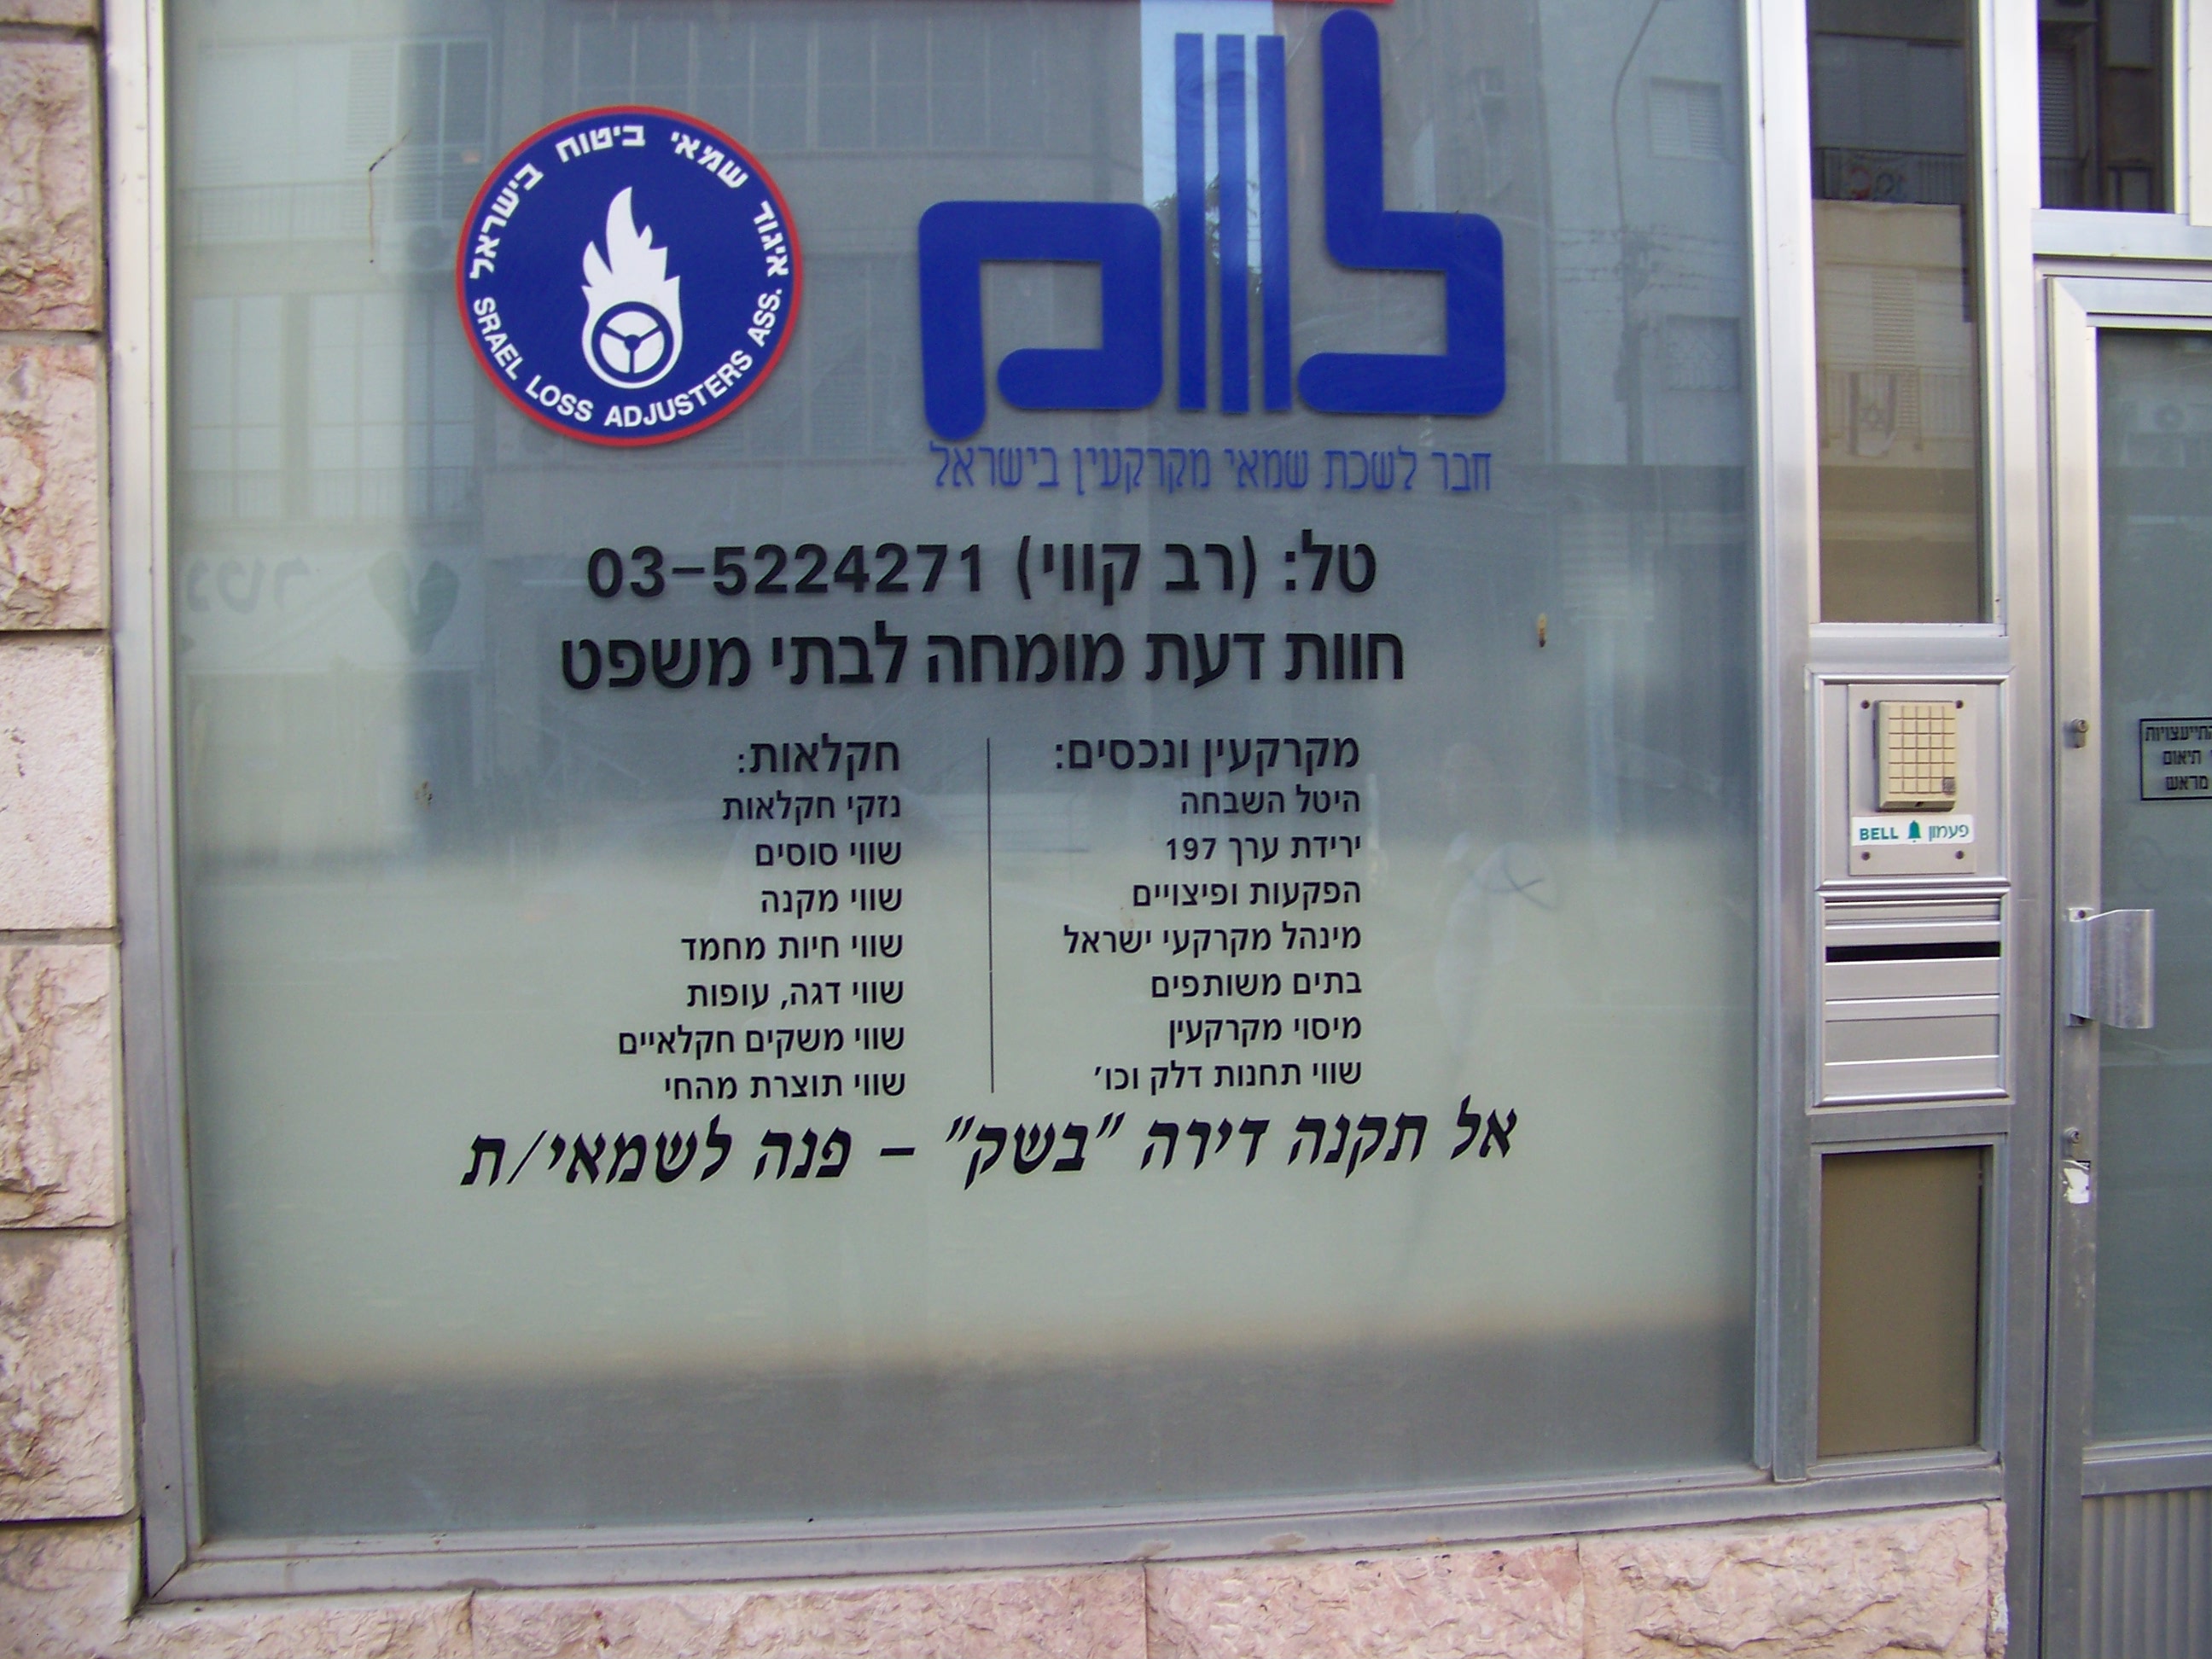 איגוד שמאי ביטוח בישראל
SRAEL LOSS ADJUSTERS ASS.
חבר לשכת שמאי מקרקעין בישראל
טל: (רב קווי) 03-5224271
חוות דעת מומחה לבתי משפט
מקרקעין ונכסים:
היטל השבחה
ירידת ערך 197
הפקעות ופיצויים
מינהל מקרקעי ישראל
בתים משותפים
מיסוי מקרקעין
שווי תחנות דלק וכו'
חקלאות:
נזקי חקלאות
שווי סוסים
שווי מקנה
שווי חיות מחמד
שווי דגה, עופות
שווי משקים חקלאיים
שווי תוצרת מהחי
אל תקנה דירה "בשק" – פנה לשמאי/ת
BELL פעמון
תיאום
מראש